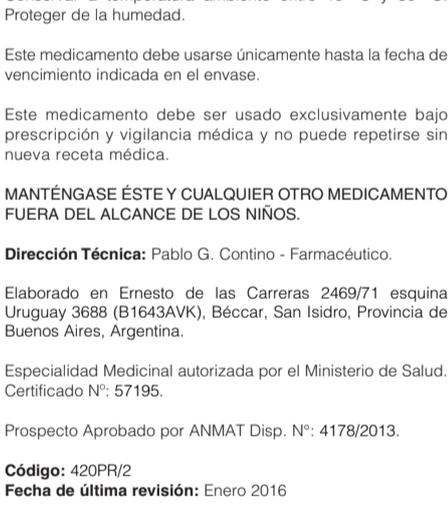 Proteger de la humedad.
Este medicamento debe usarse únicamente hasta la fecha de
vencimiento indicada en el envase.
Este medicamento debe ser usado exclusivamente bajo
prescripción y vigilancia médica y no puede repetirse sin
nueva receta médica.
MANTÉNGASE ÉSTE Y CUALQUIER OTRO MEDICAMENTO
FUERA DEL ALCANCE DE LOS NIÑOS.
Dirección Técnica: Pablo G. Contino - Farmacéutico.
Elaborado en Ernesto de las Carreras 2469/71 esquina
Uruguay 3688 (B1643AVK), Béccar, San Isidro, Provincia de
Buenos Aires, Argentina.
Especialidad Medicinal autorizada por el Ministerio de Salud.
Certificado Nº: 57195.
Prospecto Aprobado por ANMAT Disp. N°: 4178/2013.
Código: 420PR/2
Fecha de última revisión: Enero 2016